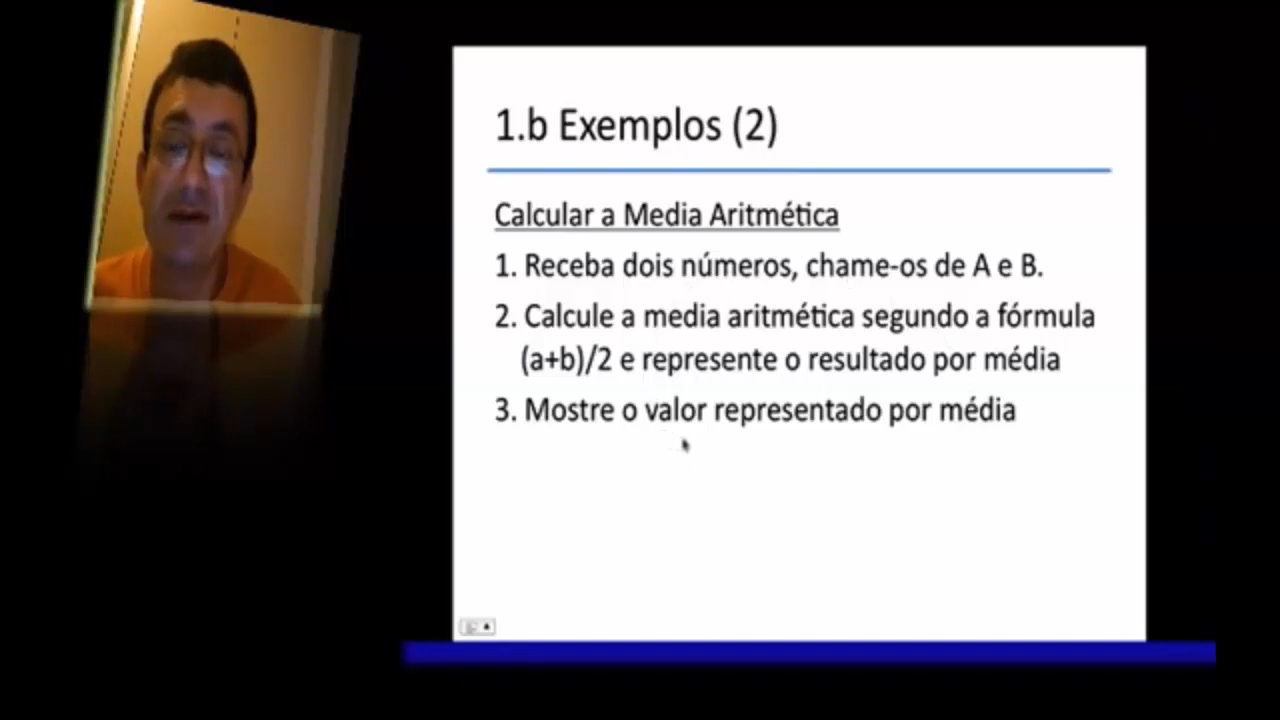 1.b Exemplos (2)
Calcular a Media Aritmética
1. Receba dois números, chame-os de A e B.
2. Calcule a media aritmética segundo a fórmula
(a+b)/2 e represente o resultado por média
3. Mostre o valor representado por média